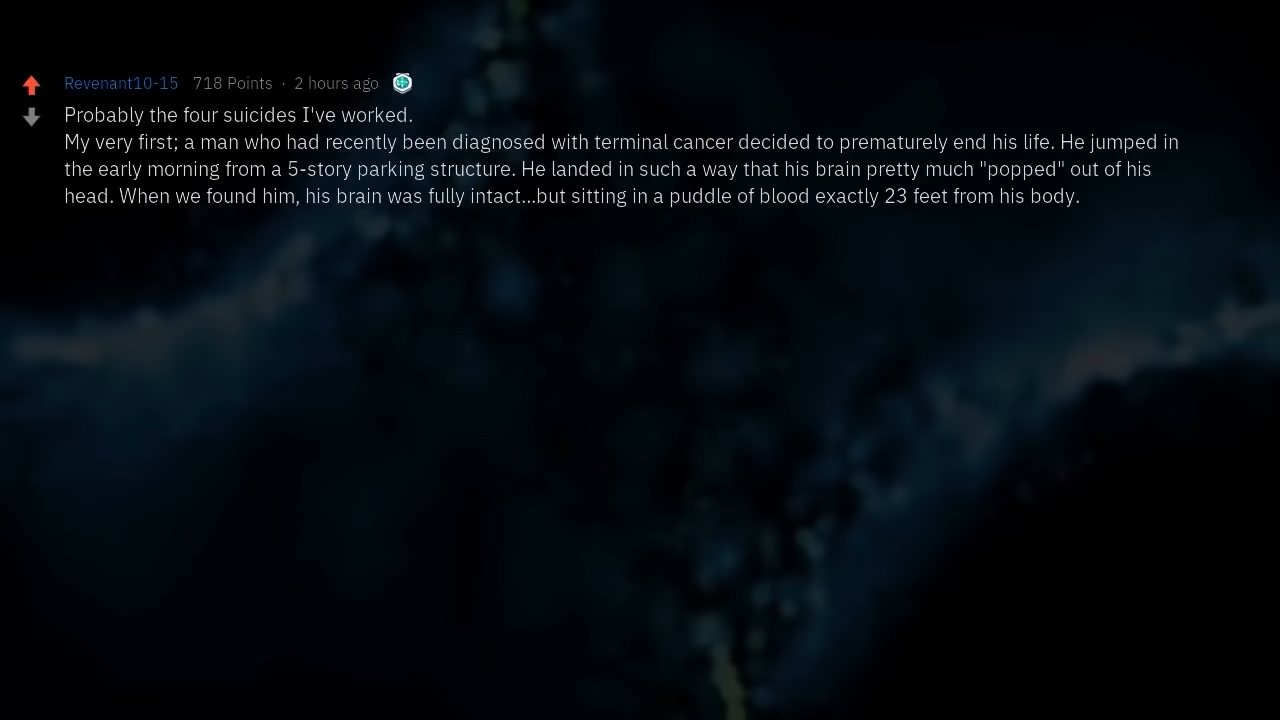 Revenant10-15 718 Points · 2 hours ago
Probably the four suicides I've worked.
My very first; a man who had recently been diagnosed with terminal cancer decided to prematurely end his life. He jumped in
the early morning from a 5-story parking structure. He landed in such a way that his brain pretty much "popped" out of his
head. When we found him, his brain was fully intact...but sitting in a puddle of blood exactly 23 feet from his body.